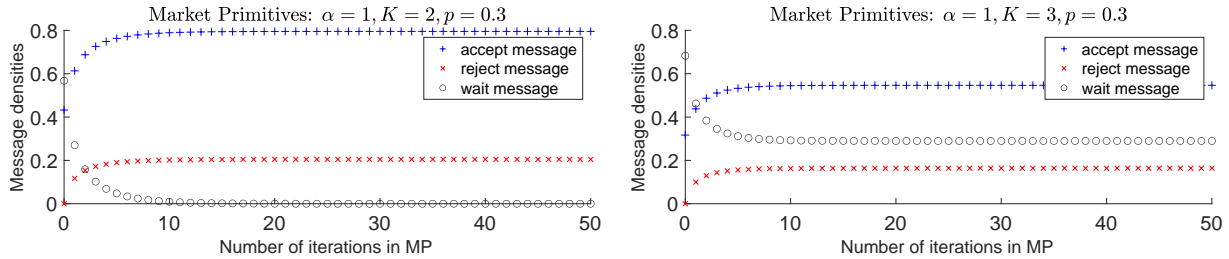 Market Primitives: α = 1, K = 2, p = 0.3
0.8
0.6
0.4
0.2
0
Message densities
accept message
reject message
wait message
0 10 20 30 40 50
Number of iterations in MP
Market Primitives: α = 1, K = 3, p = 0.3
0.8
0.6
0.4
0.2
0
Message densities
accept message
reject message
wait message
0 10 20 30 40 50
Number of iterations in MP